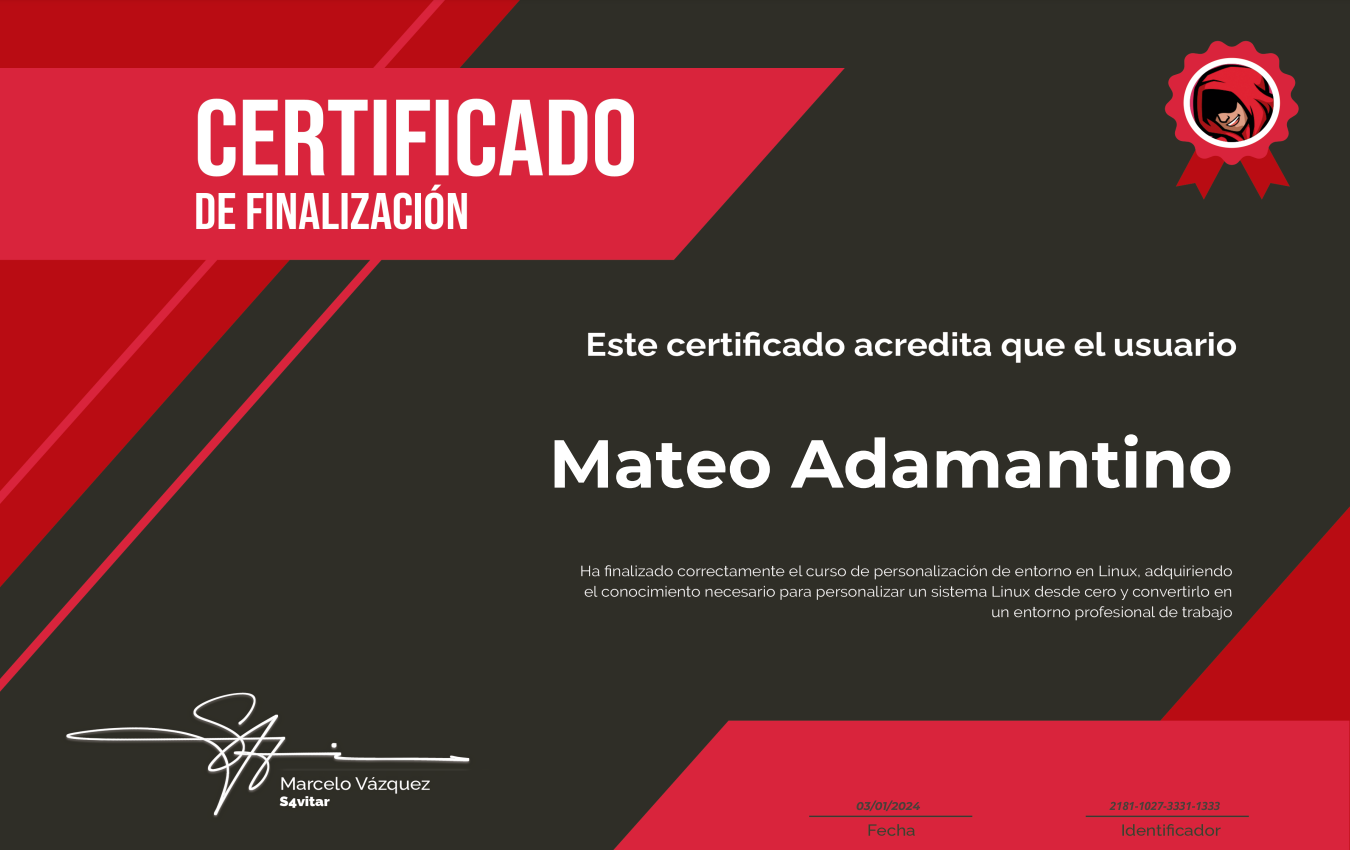 CERTIFICADO
DE FINALIZACIÓN
Este certificado acredita que el usuario
Mateo Adamantino
Ha finalizado correctamente el curso de personalización de entorno en Linux, adquiriendo
el conocimiento necesario para personalizar un sistema Linux desde cero y convertirlo en
un entorno profesional de trabajo
Marcelo Vázquez
S4vitar
03/01/2024
Fecha
2181-1027-3331-1333
Identificador